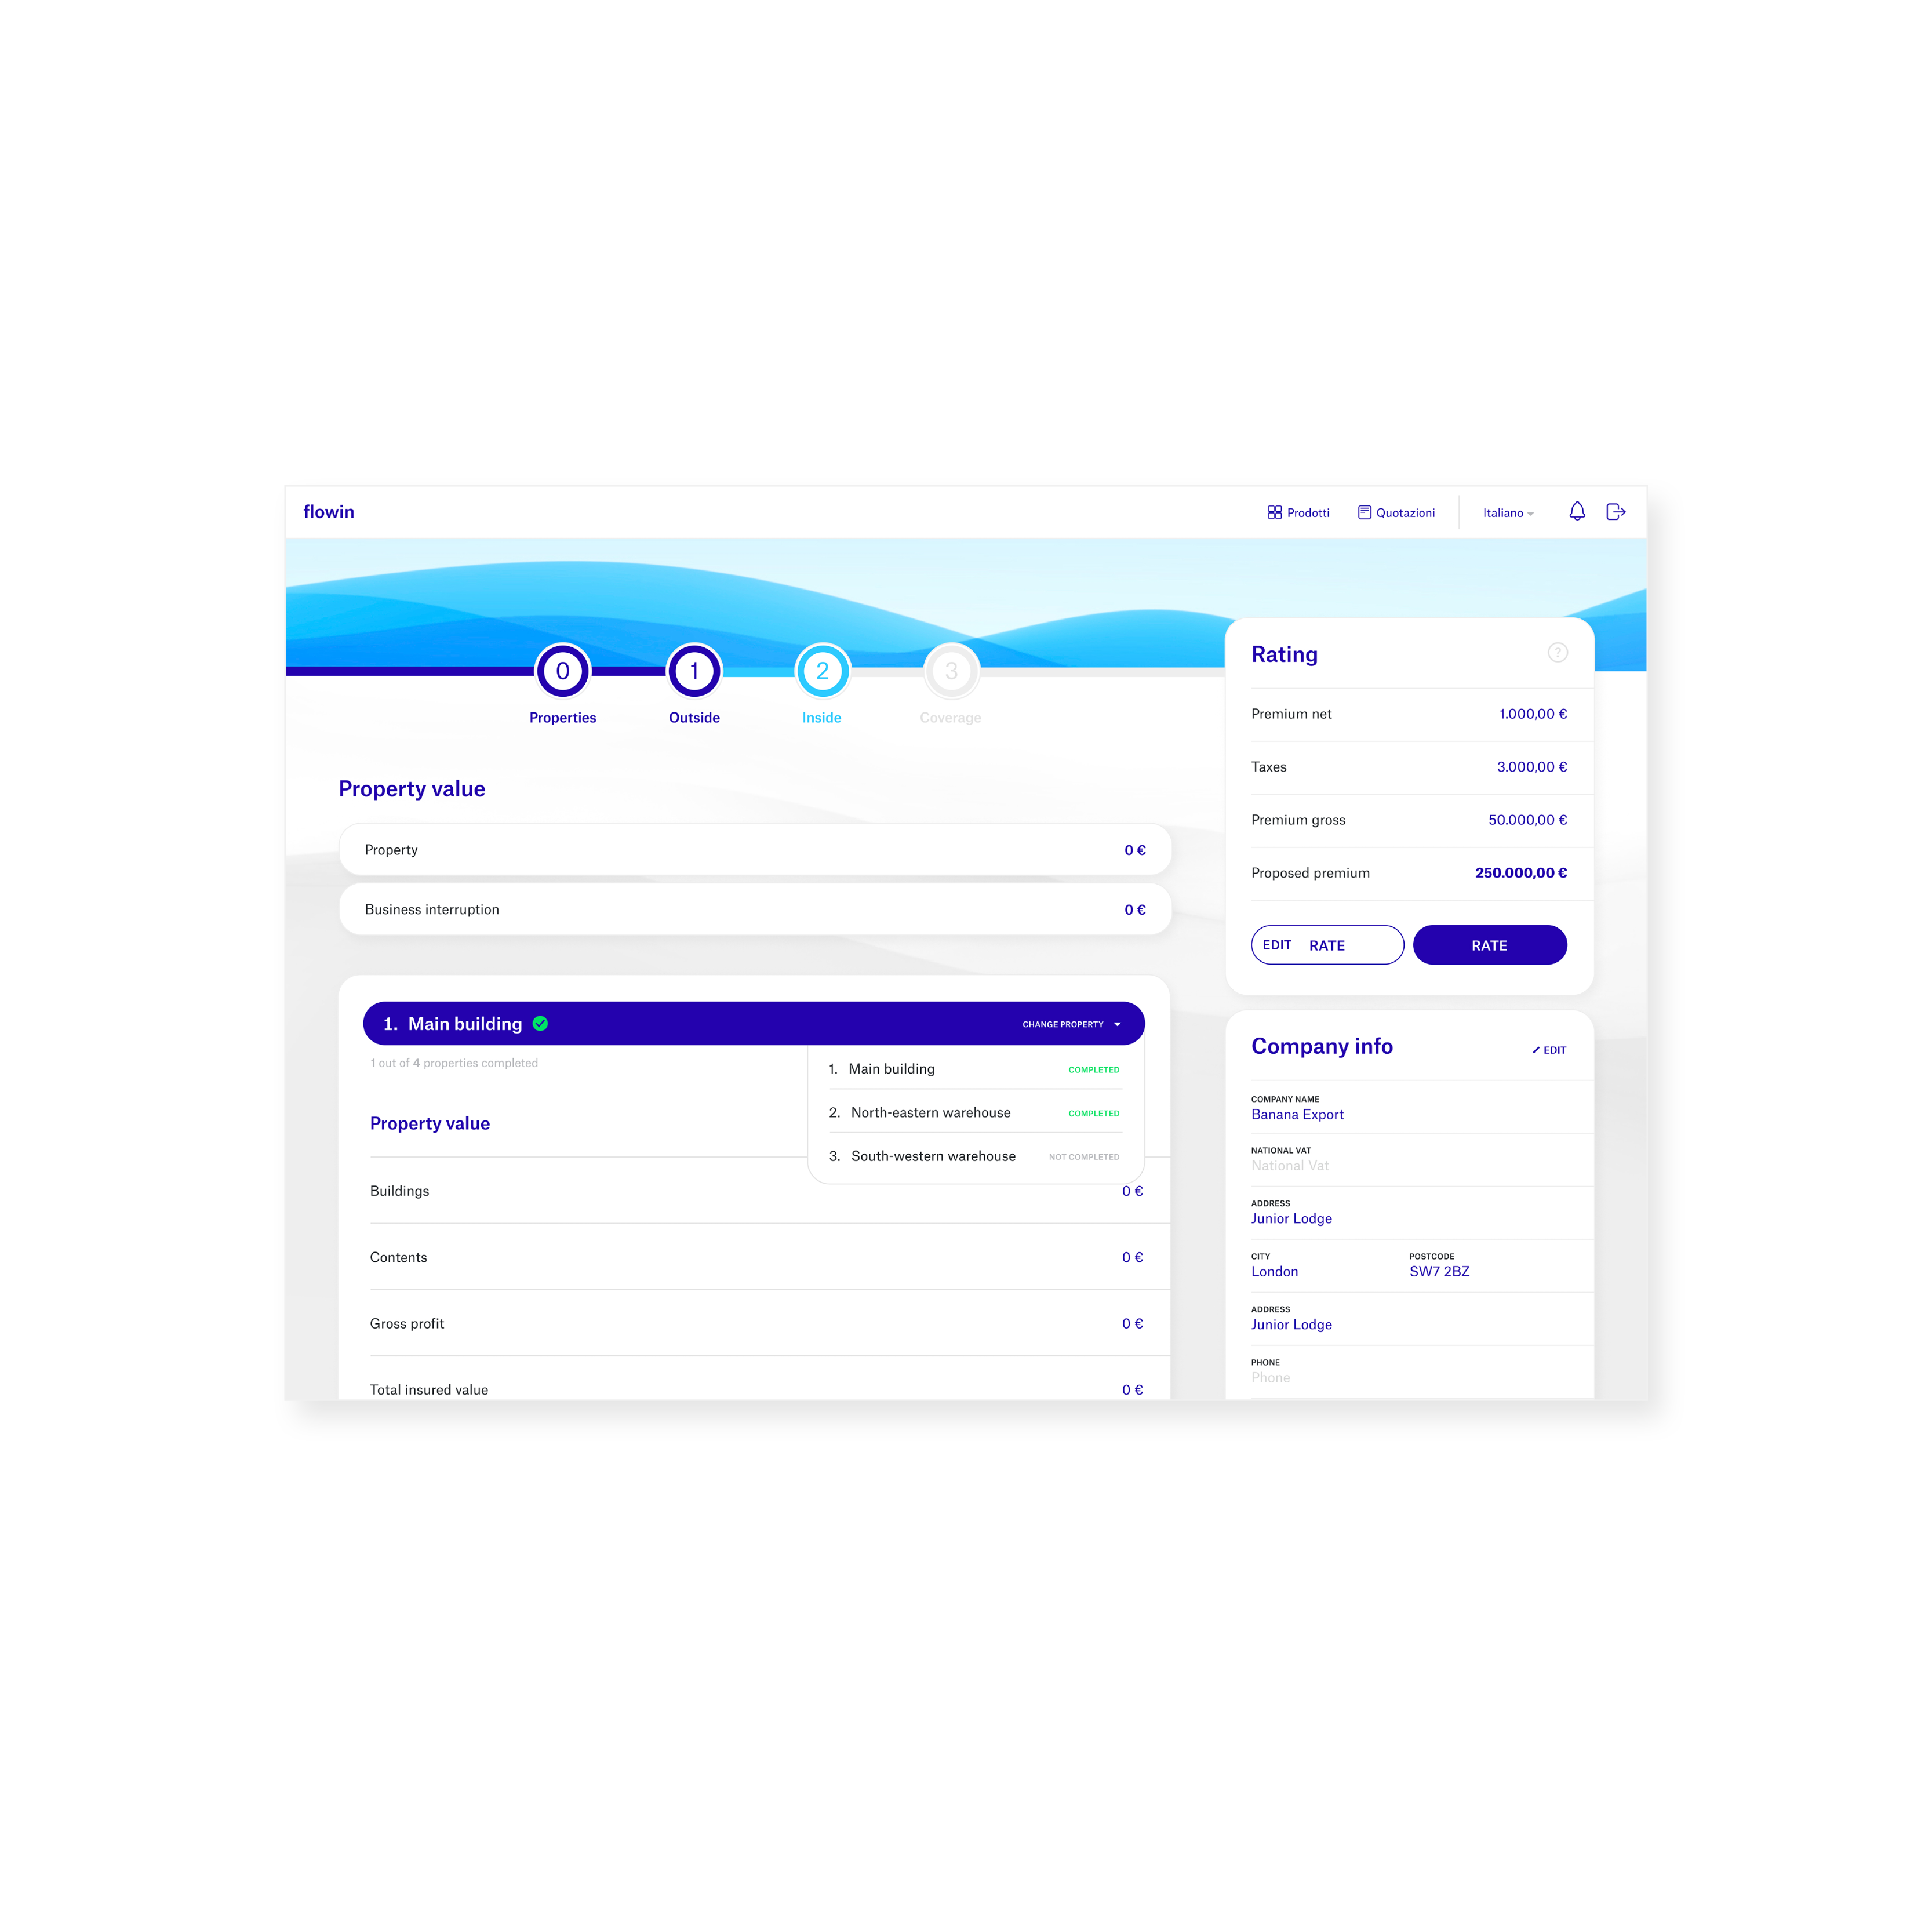 flowin
Prodotti
Quotazioni
Italiano
0
1
2
3
Properties
Outside
Inside
Coverage
Property value
Property 0 €
Business interruption 0 €
1. Main building
CHANGE PROPERTY
1 out of 4 properties completed
1. Main building COMPLETED
2. North-eastern warehouse COMPLETED
3. South-western warehouse NOT COMPLETED
Property value
Buildings 0 €
Contents 0 €
Gross profit 0 €
Total insured value 0 €
Rating ?
Premium net 1.000,00 €
Taxes 3.000,00 €
Premium gross 50.000,00 €
Proposed premium 250.000,00 €
EDIT RATE
RATE
Company info
EDIT
COMPANY NAME
Banana Export
NATIONAL VAT
National Vat
ADDRESS
Junior Lodge
CITY POSTCODE
London SW7 2BZ
ADDRESS
Junior Lodge
PHONE
Phone